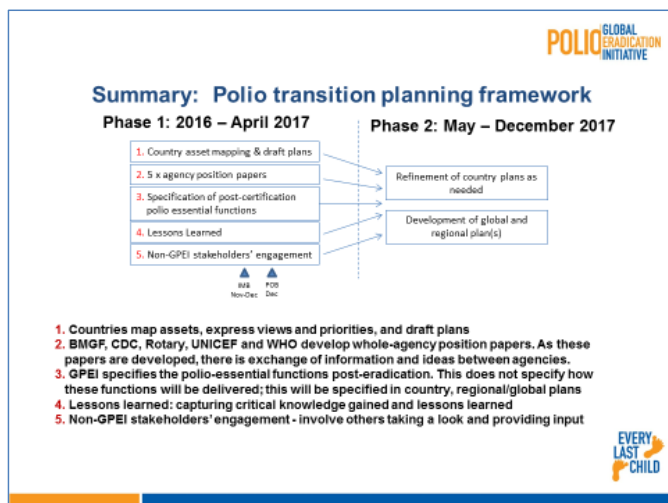 POLIO GLOBAL
ERADICATION
INITIATIVE
Summary: Polio transition planning framework
Phase 1: 2016 – April 2017
Phase 2: May – December 2017
1. Country asset mapping & draft plans
2. 5 x agency position papers
3. Specification of post-certification
polio essential functions
4. Lessons Learned
5. Non-GPEI stakeholders' engagement
Refinement of country plans as
needed
Development of global and
regional plan(s)
IMB
Nov-Dec
POB
Dec
1. Countries map assets, express views and priorities, and draft plans
2. BMGF, CDC, Rotary, UNICEF and WHO develop whole-agency position papers. As these
papers are developed, there is exchange of information and ideas between agencies.
3. GPEI specifies the polio-essential functions post-eradication. This does not specify how
these functions will be delivered; this will be specified in country, regional/global plans
4. Lessons learned: capturing critical knowledge gained and lessons learned
5. Non-GPEI stakeholders' engagement - involve others taking a look and providing input
EVERY
LAST
CHILD